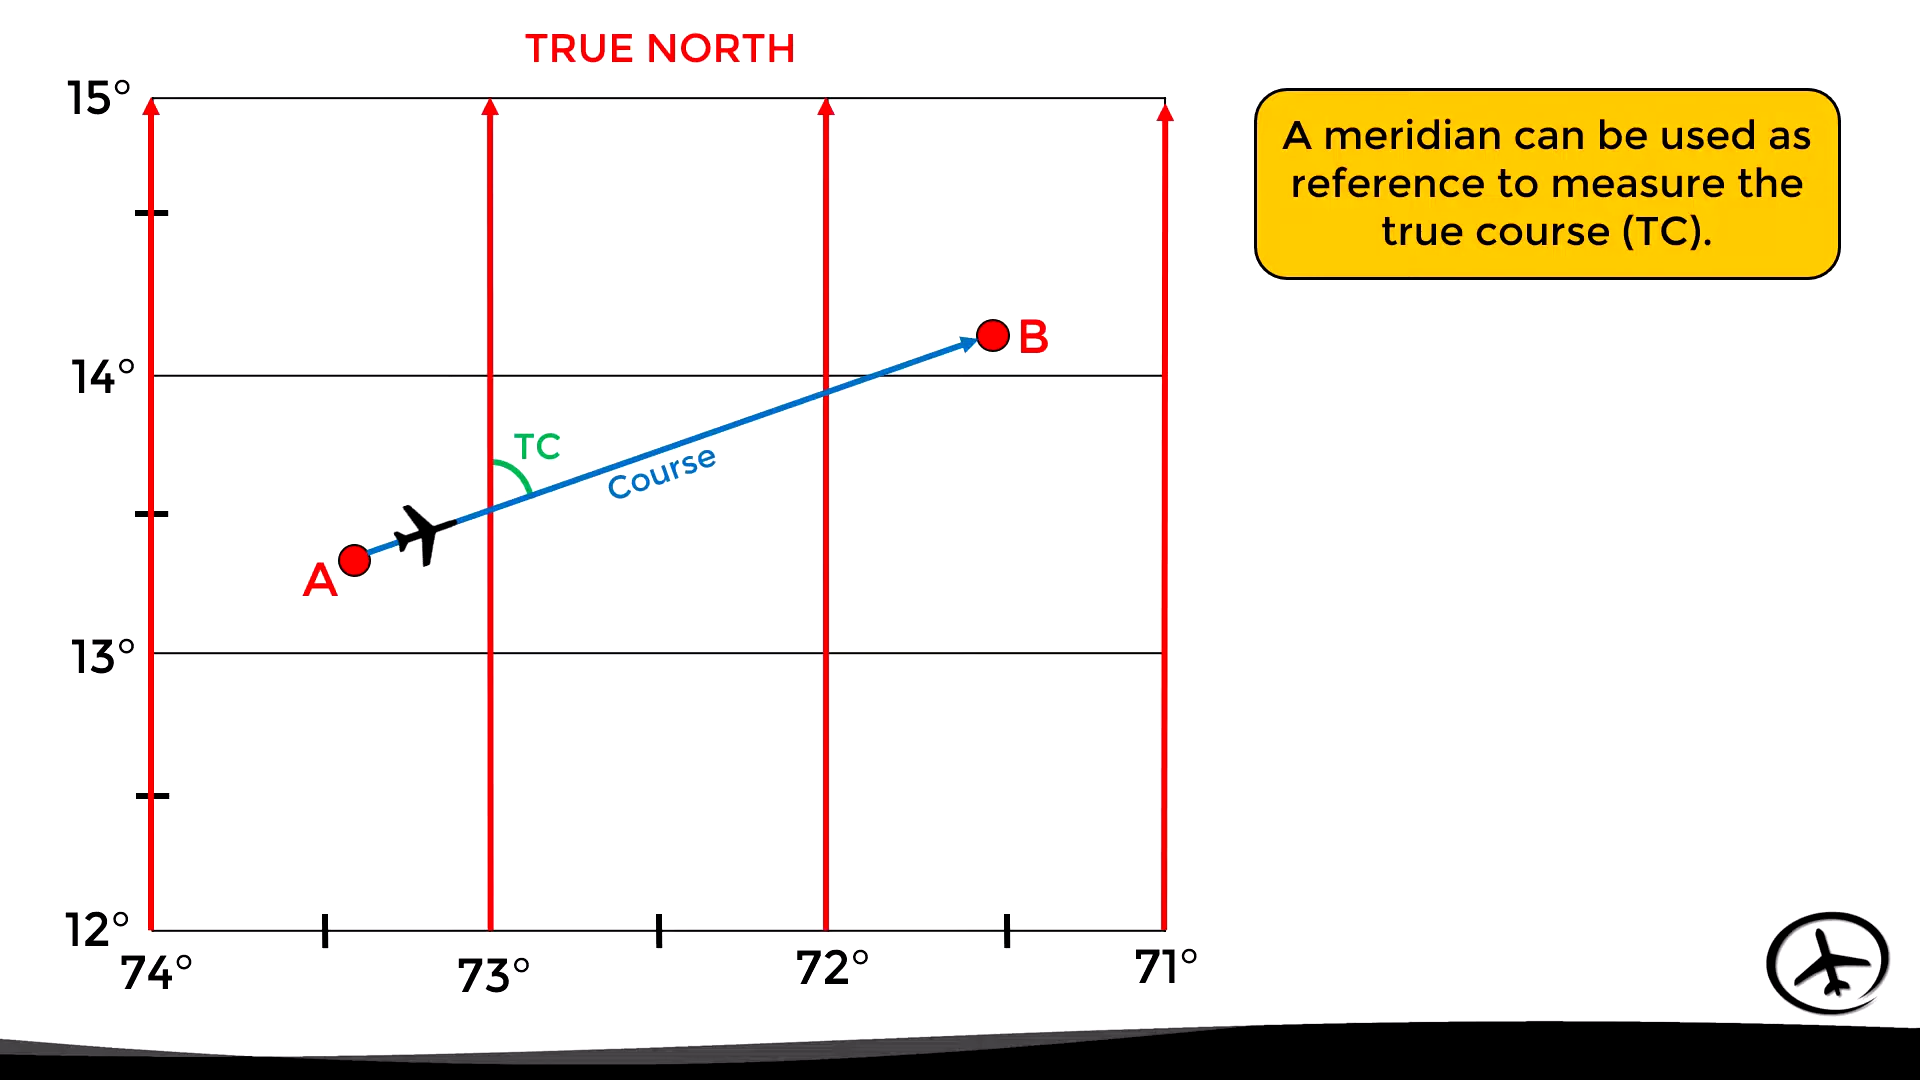 TRUE NORTH
15°
A meridian can be used as
reference to measure the
true course (TC).
B
14°
TC
Course
A
13°
12°
74°
73°
72°
71°